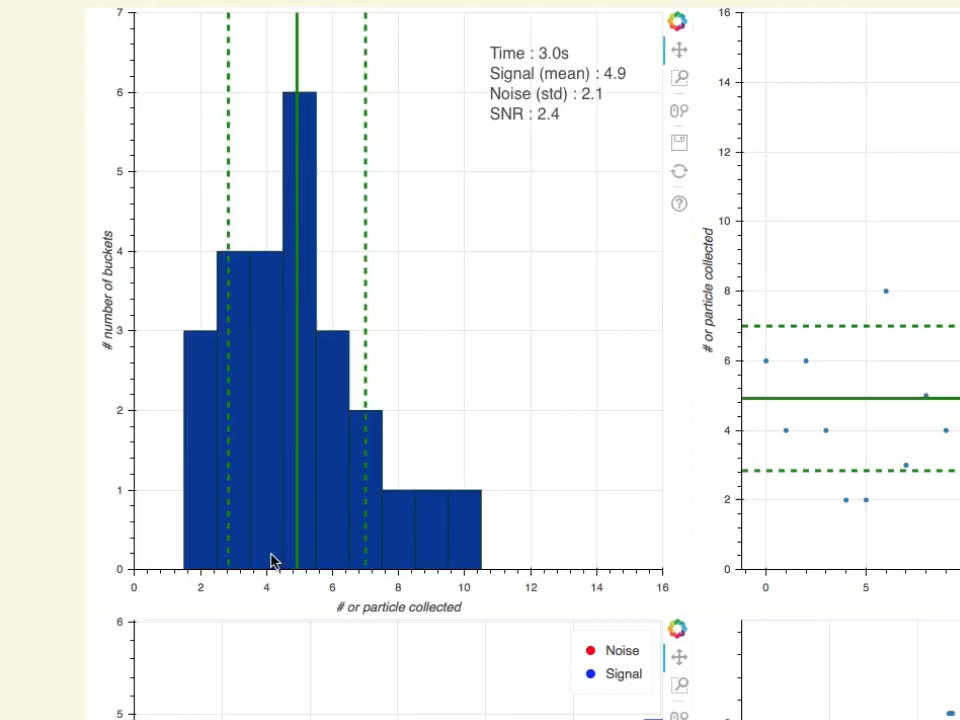 7
6
5
4
3
2
1
0
# number of buckets
0 2 4 6 8 10 12 14 16
# or particle collected
Time : 3.0s
Signal (mean) : 4.9
Noise (std) : 2.1
SNR : 2.4
16
14
12
10
8
6
4
2
0
# or particle collected
0 5
6
5
Noise
Signal